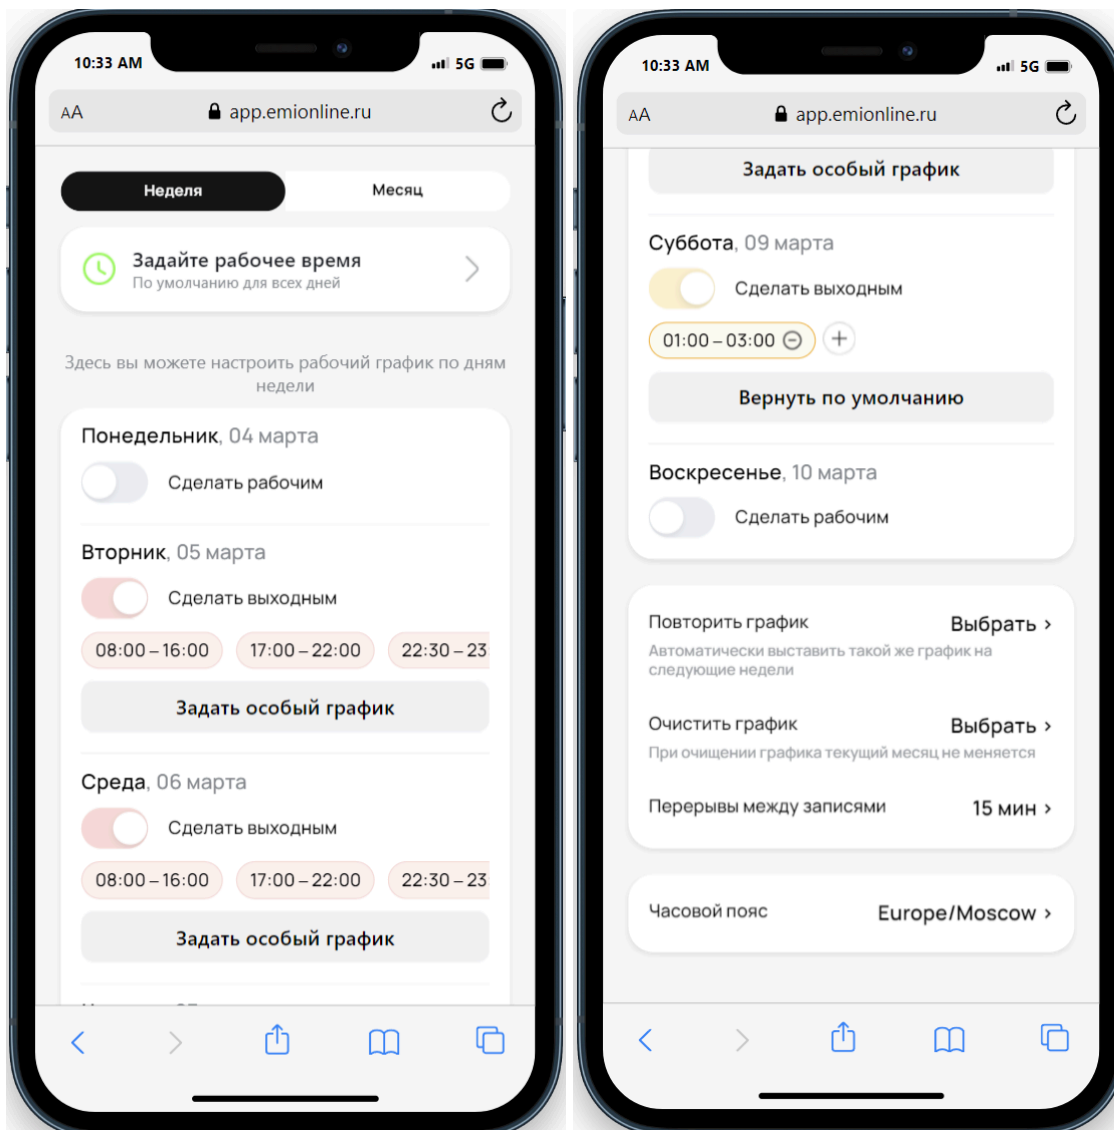 10:33 AM
5G
AA
app.emionline.ru
Неделя
Месяц
Задайте рабочее время
По умолчанию для всех дней
Здесь вы можете настроить рабочий график по дням
недели
Понедельник, 04 марта
Сделать рабочим
Вторник, 05 марта
Сделать выходным
08:00 – 16:00
17:00 – 22:00
22:30 – 23
Задать особый график
Среда, 06 марта
Сделать выходным
08:00 – 16:00
17:00 – 22:00
22:30 – 23
Задать особый график
10:33 AM
5G
AA
app.emionline.ru
Задать особый график
Суббота, 09 марта
Сделать выходным
01:00 – 03:00
Вернуть по умолчанию
Воскресенье, 10 марта
Сделать рабочим
Повторить график
Выбрать >
Автоматически выставить такой же график на
следующие недели
Очистить график
Выбрать >
При очищении графика текущий месяц не меняется
Перерывы между записями
15 мин >
Часовой пояс
Europe/Moscow >